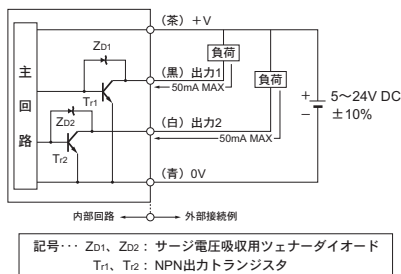 (茶) +V
ZD1
負荷
主回路
(黒) 出力1
負荷
Tr1
50mA MAX
ZD2
+
5～24V DC
(白) 出力2
−
±10%
50mA MAX
Tr2
(青) 0V
内部回路
外部接続例
記号･･･ ZD1、ZD2： サージ電圧吸収用ツェナーダイオード
Tr1、Tr2： NPN出力トランジスタ